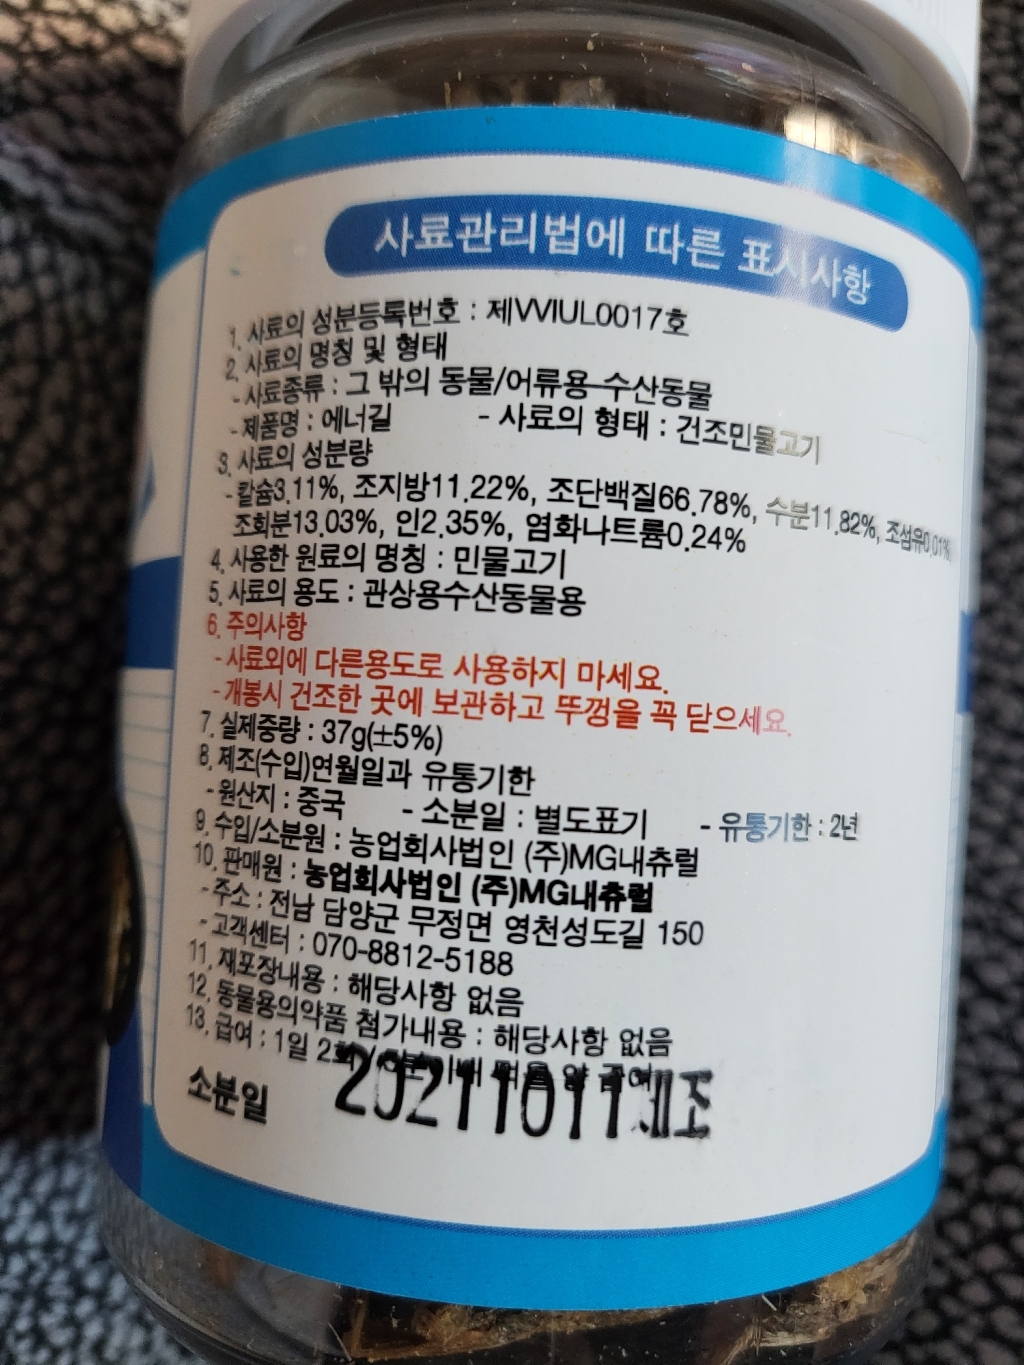 사료관리법에 따른 표시사항
1. 사료의 성분등록번호 : 제VVIUL0017호
2. 사료의 명칭 및 형태
- 사료종류 : 그 밖의 동물/어류용-수산동물
- 제품명 : 에너길 - 사료의 형태 : 건조민물고기
3. 사료의 성분량
- 칼슘3.11%, 조지방11.22%, 조단백질66.78%, 수분11.82%, 조섬유0.01%,
조회분13.03%, 인2.35%, 염화나트륨0.24%
4. 사용한 원료의 명칭 : 민물고기
5. 사료의 용도 : 관상용수산동물용
6. 주의사항
- 사료외에 다른용도로 사용하지 마세요.
- 개봉시 건조한 곳에 보관하고 뚜껑을 꼭 닫으세요.
7. 실제중량 : 37g(±5%)
8. 제조(수입)연월일과 유통기한
- 원산지 : 중국 - 소분일 : 별도표기 - 유통기한 : 2년
9. 수입/소분원 : 농업회사법인 (주)MG내츄럴
10. 판매원 : 농업회사법인 (주)MG내츄럴
- 주소 : 전남 담양군 무정면 영천성도길 150
- 고객센터 : 070-8812-5188
11. 재포장내용 : 해당사항 없음
12. 동물용의약품 첨가내용 : 해당사항 없음
13. 급여 : 1일 2회 / 급여
소분일 20211011제조